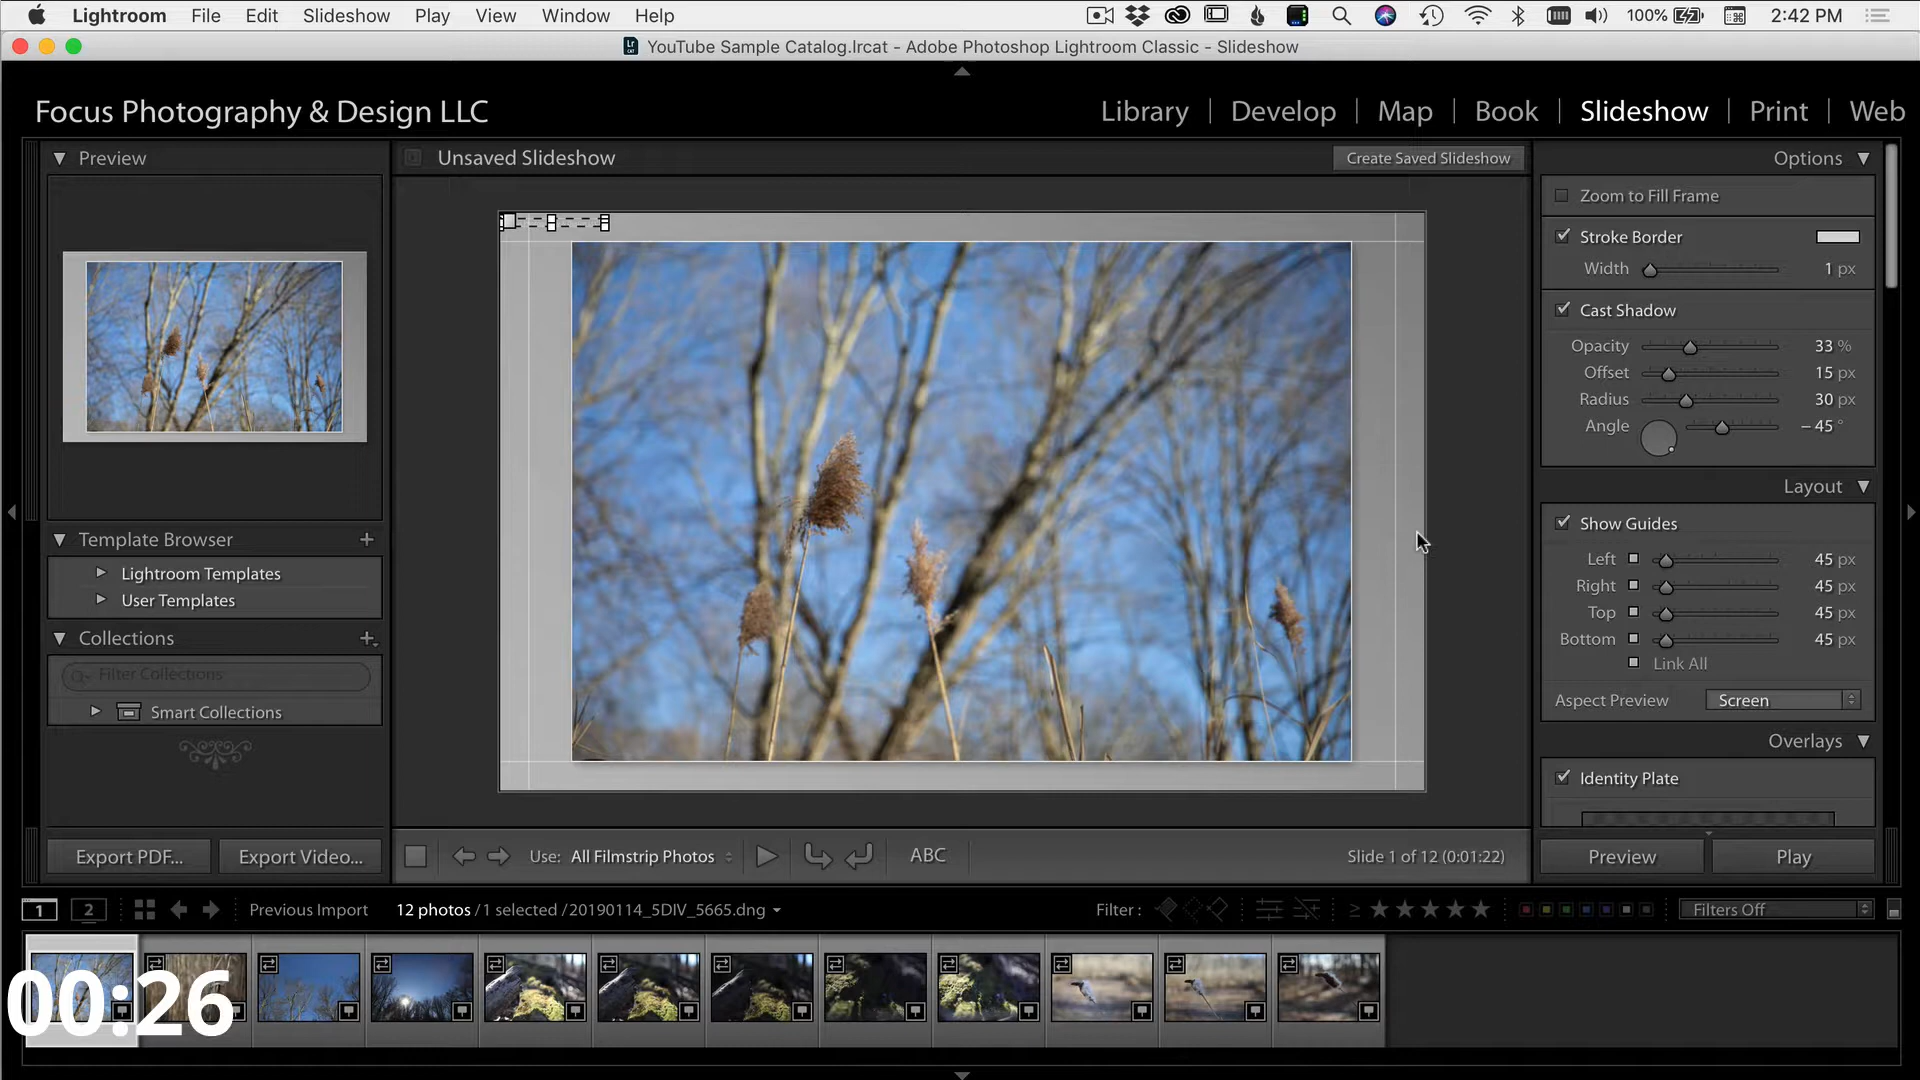 Lightroom File Edit Slideshow Play View Window Help 100% 2:42 PM
YouTube Sample Catalog.lrcat - Adobe Photoshop Lightroom Classic - Slideshow
Focus Photography & Design LLC Library Develop Map Book Slideshow Print Web
Preview Unsaved Slideshow Create Saved Slideshow Options
Zoom to Fill Frame
Stroke Border
Width 1 px
Cast Shadow
Opacity 33 %
Offset 15 px
Radius 30 px
Angle – 45 °
Layout
Show Guides
Template Browser
Left 45 px
Lightroom Templates
Right 45 px
User Templates
Top 45 px
Collections
Bottom 45 px
Link All
Filter Collections
Aspect Preview Screen
Smart Collections
Overlays
Identity Plate
Export PDF... Export Video... Use: All Filmstrip Photos ABC Slide 1 of 12 (0:01:22) Preview Play
1 2 Previous Import 12 photos / 1 selected / 20190114_5DIV_5665.dng Filter : Filters Off
00:26